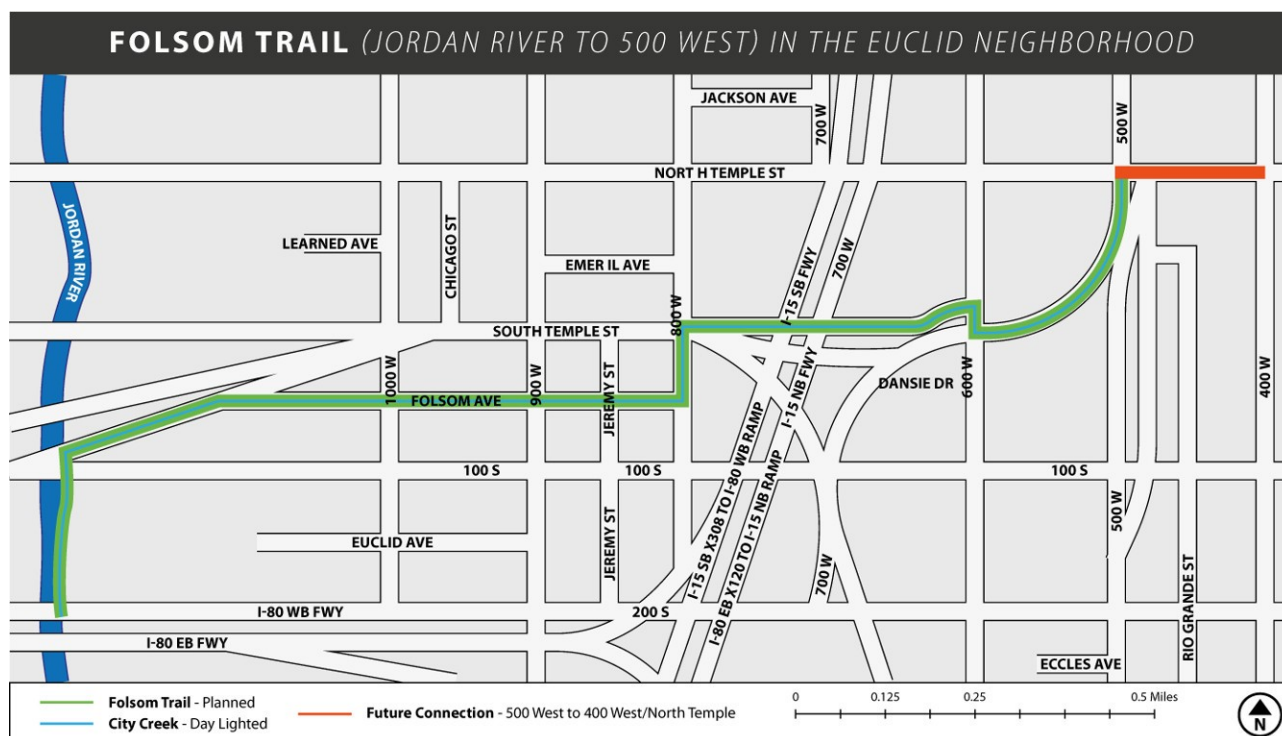 FOLSOM TRAIL (JORDAN RIVER TO 500 WEST) IN THE EUCLID NEIGHBORHOOD
JACKSON AVE
700 W
500 W
NORT H TEMPLE ST
JORDAN RIVER
LEARNED AVE
CHICAGO ST
EMER IL AVE
I-15 SB FWY
700 W
SOUTH TEMPLE ST
800 W
1000 W
900 W
JEREMY ST
I-15 NB FWY
DANSIE DR
600 W
400 W
FOLSOM AVE
100 S
100 S
100 S
EUCLID AVE
JEREMY ST
I-15 SB X308 TO I-80 WB RAMP
I-80 EB X120 TO I-15 NB RAMP
700 W
500 W
RIO GRANDE ST
I-80 WB FWY
200 S
I-80 EB FWY
ECCLES AVE
Folsom Trail - Planned
City Creek - Day Lighted
Future Connection - 500 West to 400 West/North Temple
0 0.125 0.25 0.5 Miles
N